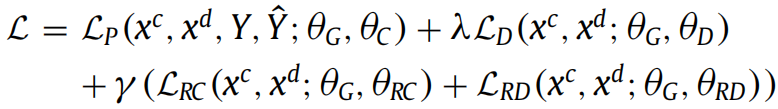 ℒ = ℒ_P(x^c, x^d, Y, Ŷ; θ_G, θ_C) + λℒ_D(x^c, x^d; θ_G, θ_D)
+ γ(ℒ_RC(x^c, x^d; θ_G, θ_RC) + ℒ_RD(x^c, x^d; θ_G, θ_RD))